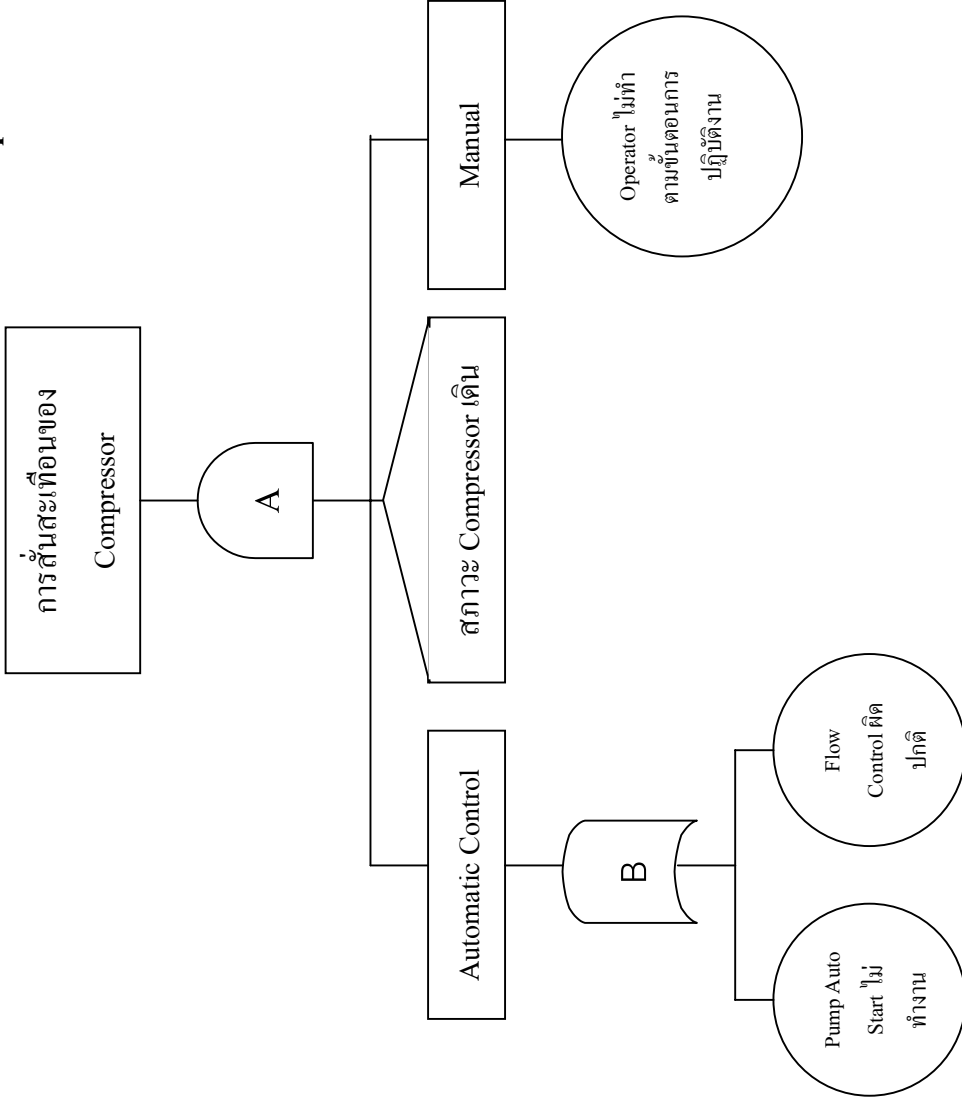 การสั่นสะเทือนของ
Compressor
A
Automatic Control
สภาวะ Compressor เดิน
Manual
B
Operator ไม่ทำ
ตามขั้นตอนการ
ปฏิบัติงาน
Pump Auto
Start ไม่
ทำงาน
Flow
Control ผิด
ปกติ